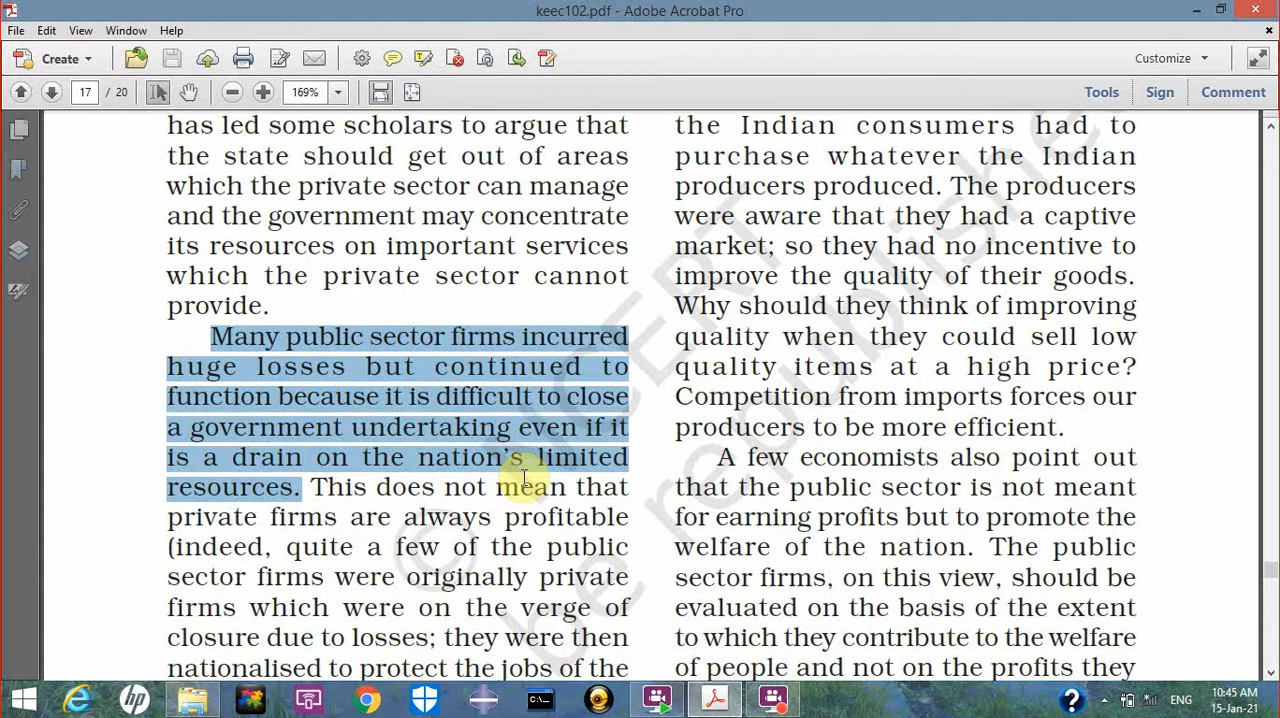 keec102.pdf - Adobe Acrobat Pro
File Edit View Window Help
Create Customize
17 / 20 169% Tools Sign Comment
has led some scholars to argue that
the state should get out of areas
which the private sector can manage
and the government may concentrate
its resources on important services
which the private sector cannot
provide.
Many public sector firms incurred
huge losses but continued to
function because it is difficult to close
a government undertaking even if it
is a drain on the nation's limited
resources. This does not mean that
private firms are always profitable
(indeed, quite a few of the public
sector firms were originally private
firms which were on the verge of
closure due to losses; they were then
nationalised to protect the jobs of the
the Indian consumers had to
purchase whatever the Indian
producers produced. The producers
were aware that they had a captive
market; so they had no incentive to
improve the quality of their goods.
Why should they think of improving
quality when they could sell low
quality items at a high price?
Competition from imports forces our
producers to be more efficient.
A few economists also point out
that the public sector is not meant
for earning profits but to promote the
welfare of the nation. The public
sector firms, on this view, should be
evaluated on the basis of the extent
to which they contribute to the welfare
of people and not on the profits they
© NCERT
be republishe
hp C:\ ENG 10:45 AM
15-Jan-21